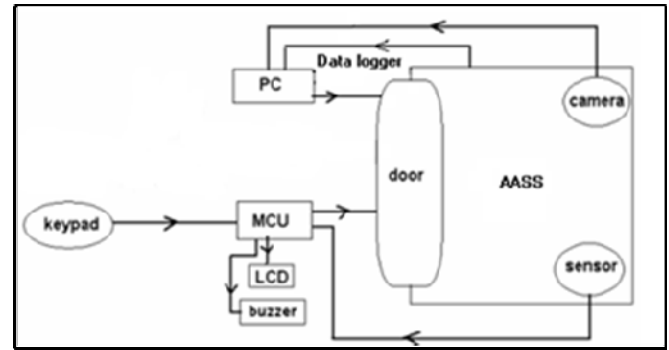 Data logger
PC
camera
door
AASS
keypad
MCU
LCD
sensor
buzzer